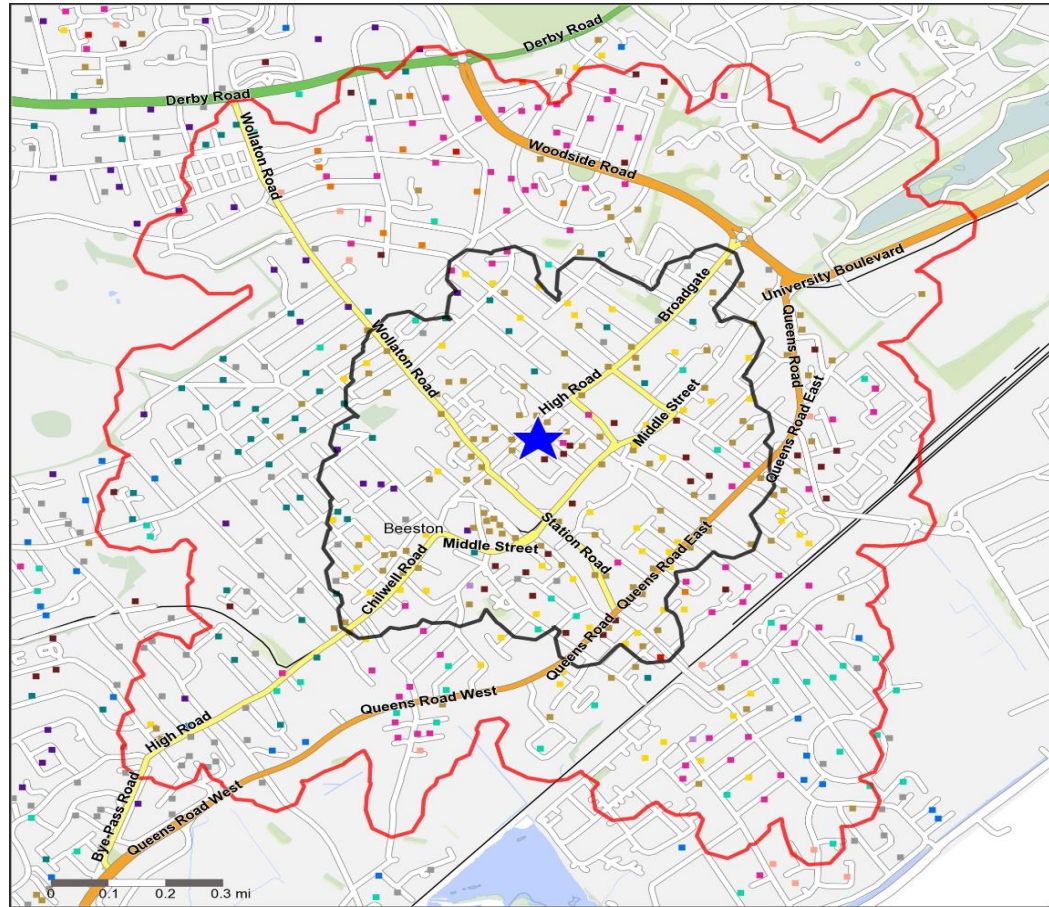 Derby Road
Derby Road
Wollaton Road
Woodside Road
University Boulevard
Broadgate
Queens Road
Wollaton Road
High Road
Middle Street
Queens Road East
Beeston
Middle Street
Station Road
Chilwell Road
Queens Road East
Queens Road
Queens Road West
High Road
Bye-Pass Road
Queens Road West
0 0.1 0.2 0.3 mi